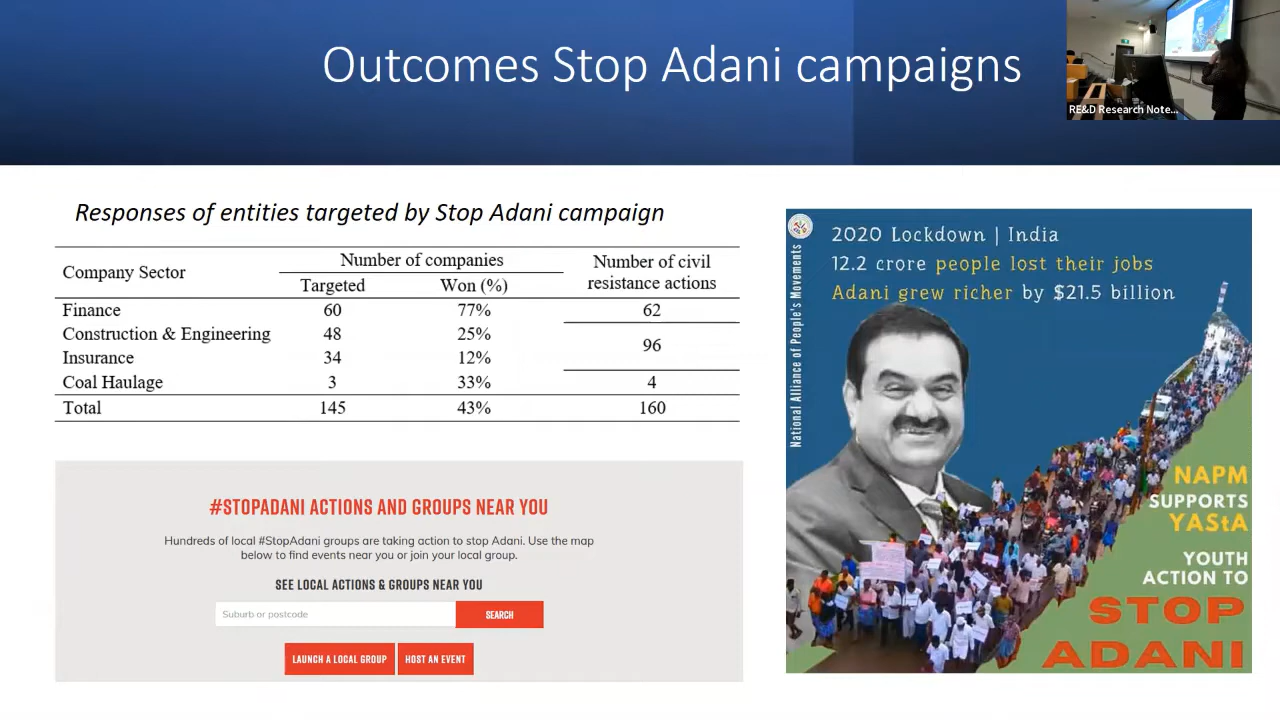 Outcomes Stop Adani campaigns
RE&D Research Note...
Responses of entities targeted by Stop Adani campaign
Company Sector
Number of companies
Number of civil resistance actions
Targeted Won (%)
Finance 60 77% 62
Construction & Engineering 48 25% 96
Insurance 34 12%
Coal Haulage 3 33% 4
Total 145 43% 160
#STOPADANI ACTIONS AND GROUPS NEAR YOU
Hundreds of local #StopAdani groups are taking action to stop Adani. Use the map
below to find events near you or join your local group.
SEE LOCAL ACTIONS & GROUPS NEAR YOU
Suburb or postcode SEARCH
LAUNCH A LOCAL GROUP HOST AN EVENT
National Alliance of People's Movements
2020 Lockdown | India
12.2 crore people lost their jobs
Adani grew richer by $21.5 billion
NAPM
SUPPORTS
YAStA
YOUTH
ACTION TO
STOP
ADANI